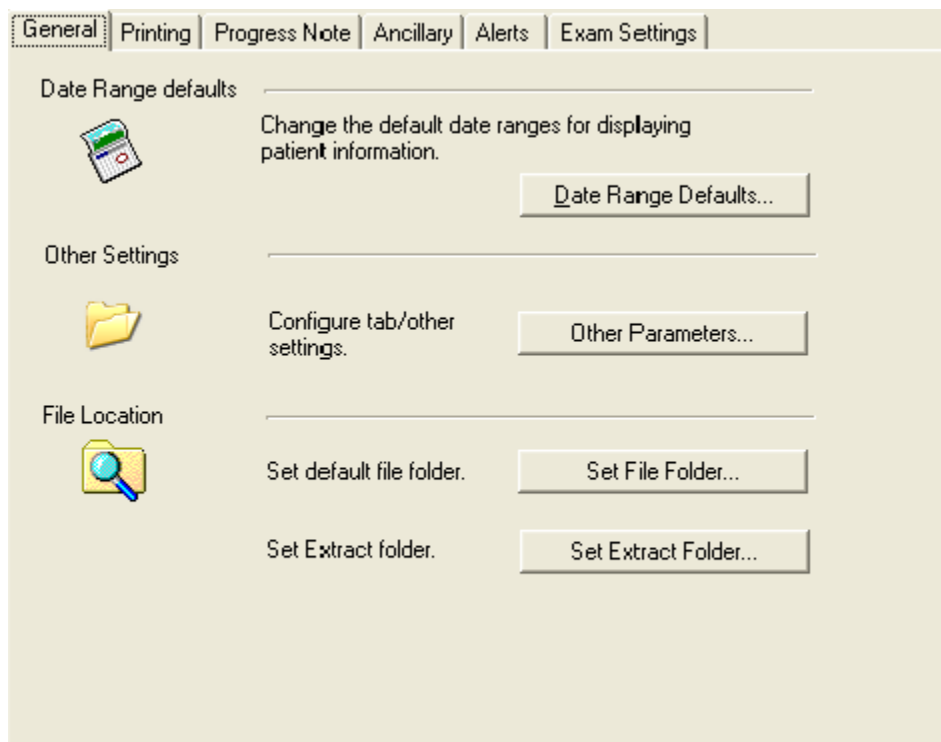 General Printing Progress Note Ancillary Alerts Exam Settings
Date Range defaults
Change the default date ranges for displaying
patient information.
Date Range Defaults...
Other Settings
Configure tab/other
settings.
Other Parameters...
File Location
Set default file folder.
Set File Folder...
Set Extract folder.
Set Extract Folder...